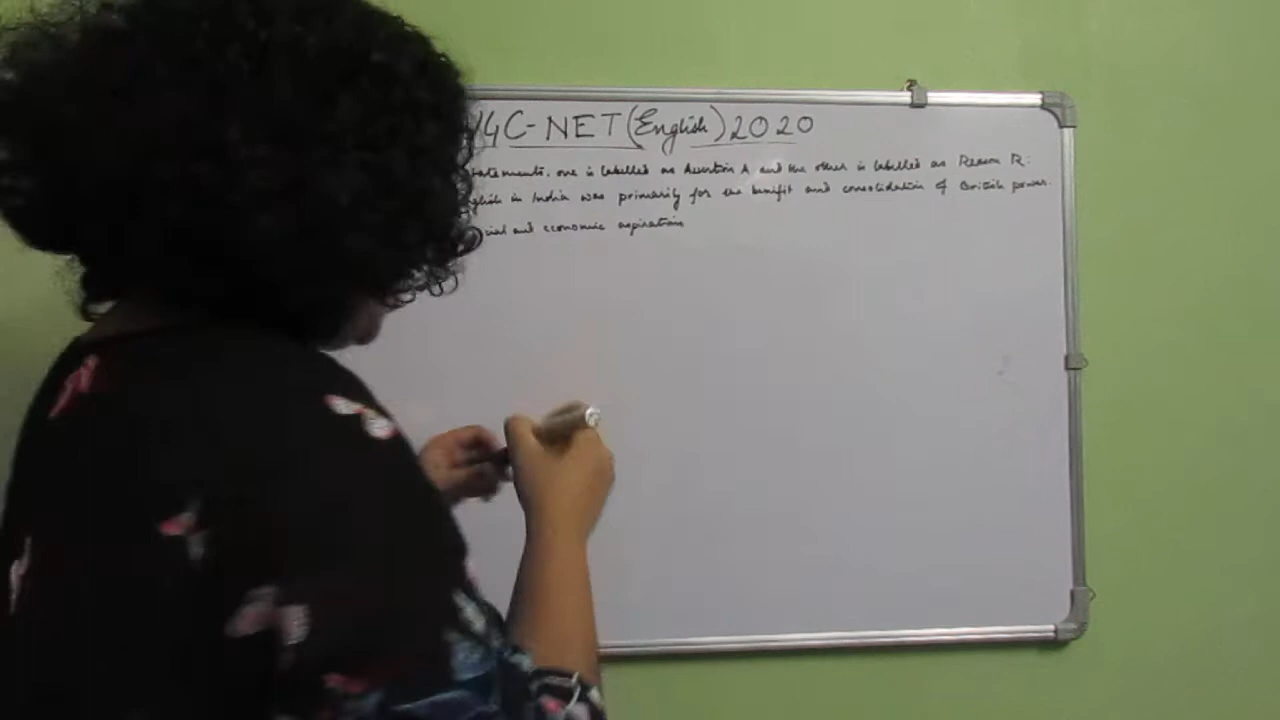 UGC-NET (English) 2020
statements, one is labelled as Assertion A and the other is labelled as Reason R:
English in India was primarily for the benifit and consolidation of British power.
social and economic aspirations